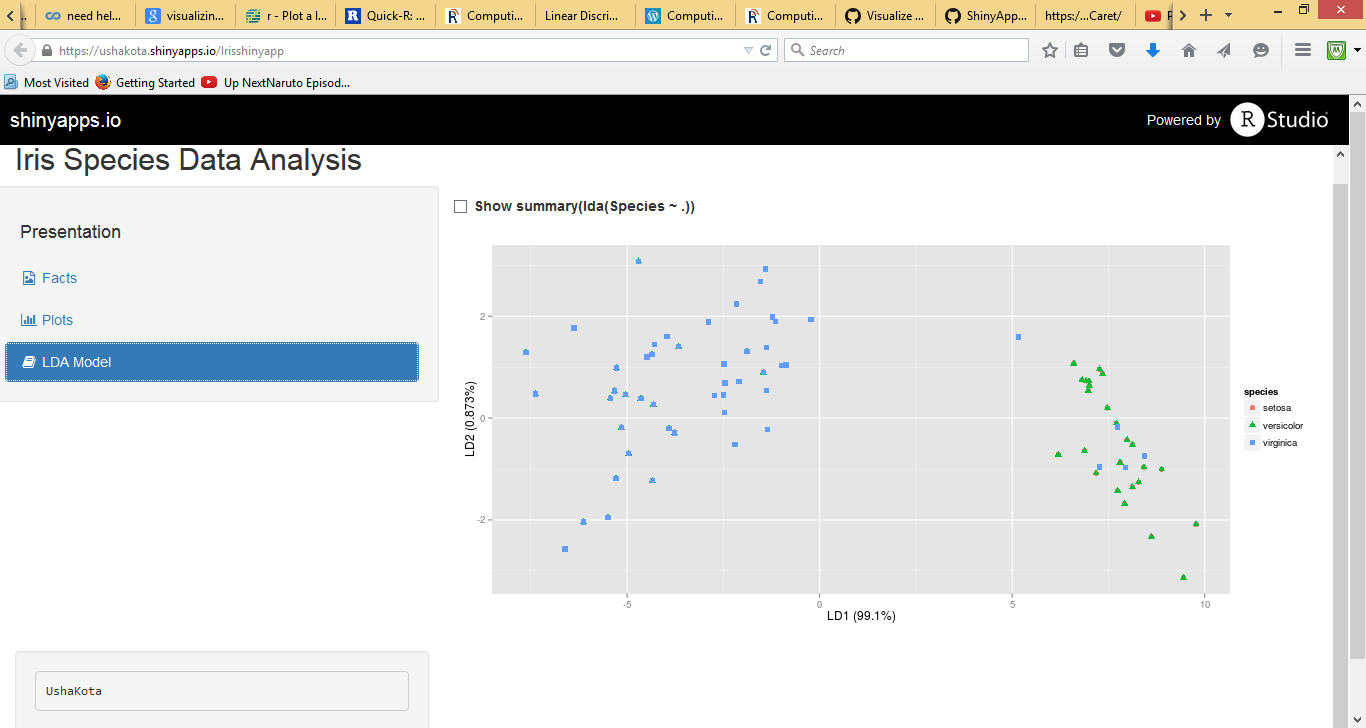 need hel...
visualizin...
r - Plot a l...
Quick-R: ...
Computi...
Linear Discri...
Computi...
Computi...
Visualize ...
ShinyApp...
https:/...Caret/
https://ushakota.shinyapps.io/Irisshinyapp
Search
Most Visited
Getting Started
Up NextNaruto Episod...
shinyapps.io
Powered by
R Studio
Iris Species Data Analysis
Presentation
Facts
Plots
LDA Model
Show summary(lda(Species ~ .))
LD2 (0.873%)
2
0
-2
-5
0
5
10
LD1 (99.1%)
species
setosa
versicolor
virginica
UshaKota